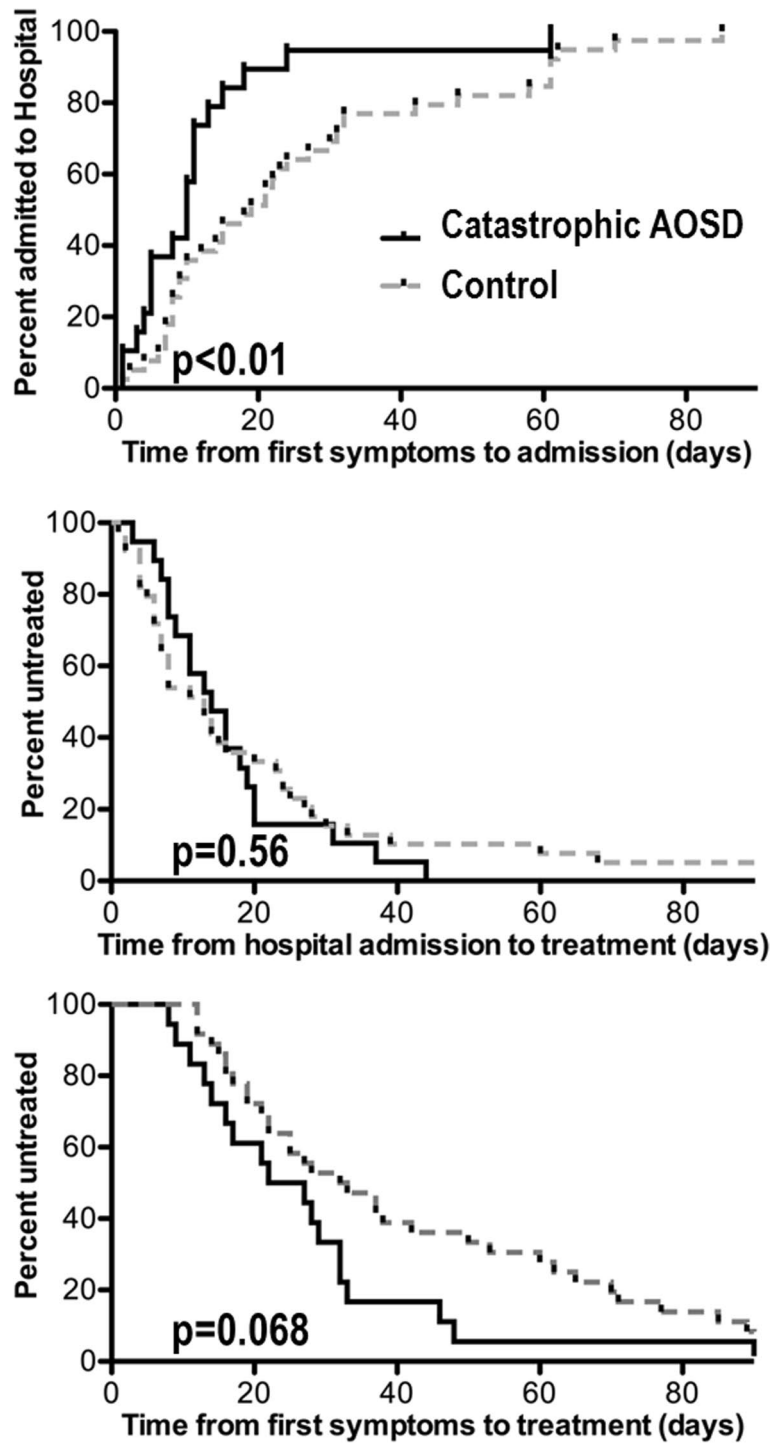 Percent admitted to Hospital
100
80
60
40
20
0
Catastrophic AOSD
Control
p<0.01
0 20 40 60 80
Time from first symptoms to admission (days)
Percent untreated
100
80
60
40
20
0
p=0.56
0 20 40 60 80
Time from hospital admission to treatment (days)
Percent untreated
100
80
60
40
20
0
p=0.068
0 20 40 60 80
Time from first symptoms to treatment (days)